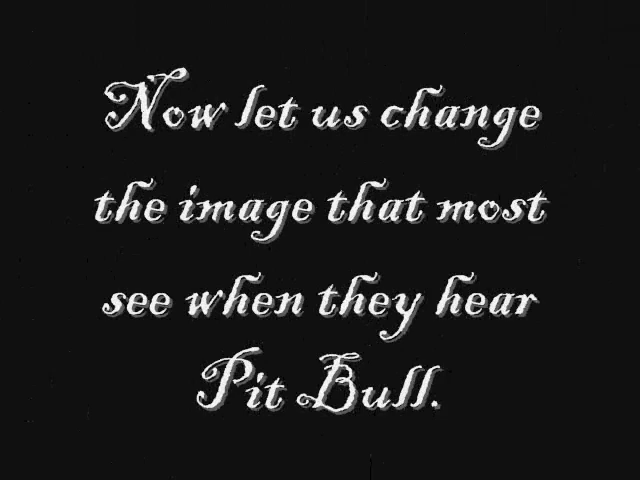 Now let us change
the image that most
see when they hear
Pit Bull.